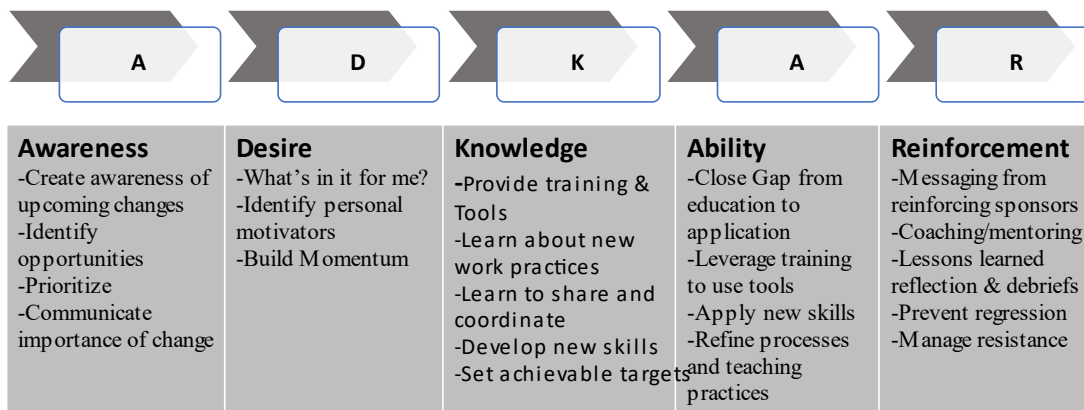 A
D
K
A
R
Awareness
-Create awareness of
upcoming changes
-Identify
opportunities
-Prioritize
-Communicate
importance of change
Desire
-What's in it for me?
-Identify personal
motivators
-Build Momentum
Knowledge
-Provide training &
Tools
-Learn about new
work practices
-Learn to share and
coordinate
-Develop new skills
-Set achievable targets
Ability
-Close Gap from
education to
application
-Leverage training
to use tools
-Apply new skills
-Refine processes
and teaching
practices
Reinforcement
-Messaging from
reinforcing sponsors
-Coaching/mentoring
-Lessons learned
reflection & debriefs
-Prevent regression
-Manage resistance